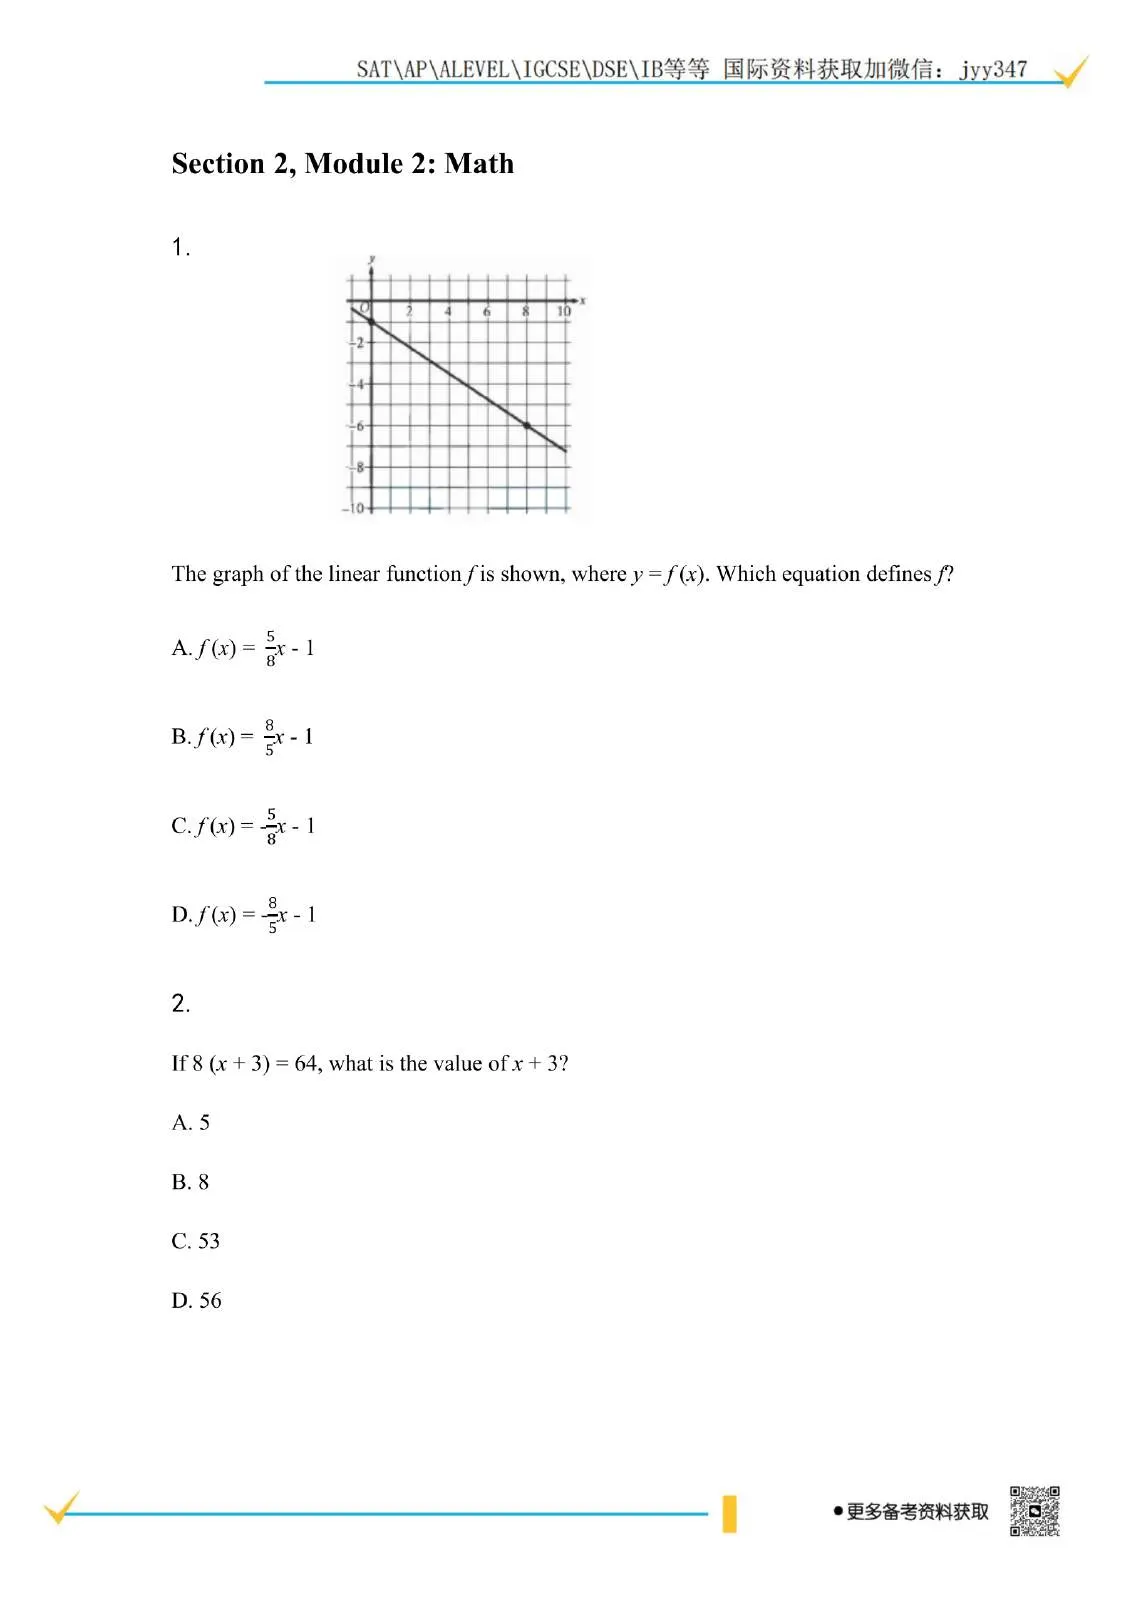 SAT\AP\ALEVEL\IGCSE\DSE\IB等等 国际资料获取加微信：jyy347
Section 2, Module 2: Math
1.
y
x
O 2 4 6 8 10
-2
-4
-6
-8
-10
The graph of the linear function f is shown, where y = f (x). Which equation defines f?
A. f (x) = 5/8x - 1
B. f (x) = 8/5x - 1
C. f (x) = -5/8x - 1
D. f (x) = -8/5x - 1
2.
If 8 (x + 3) = 64, what is the value of x + 3?
A. 5
B. 8
C. 53
D. 56
•更多备考资料获取